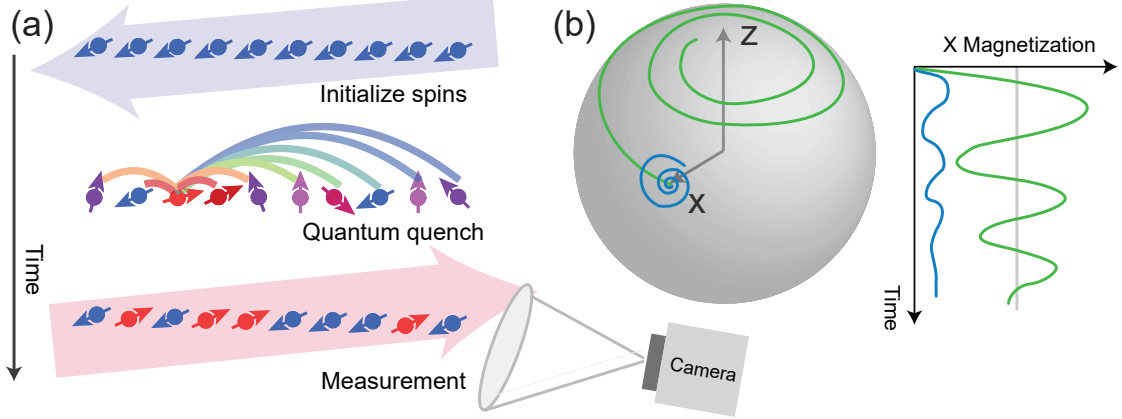 (a)
Initialize spins
Quantum quench
Time
Measurement
Camera
(b)
Z
X
X Magnetization
Time